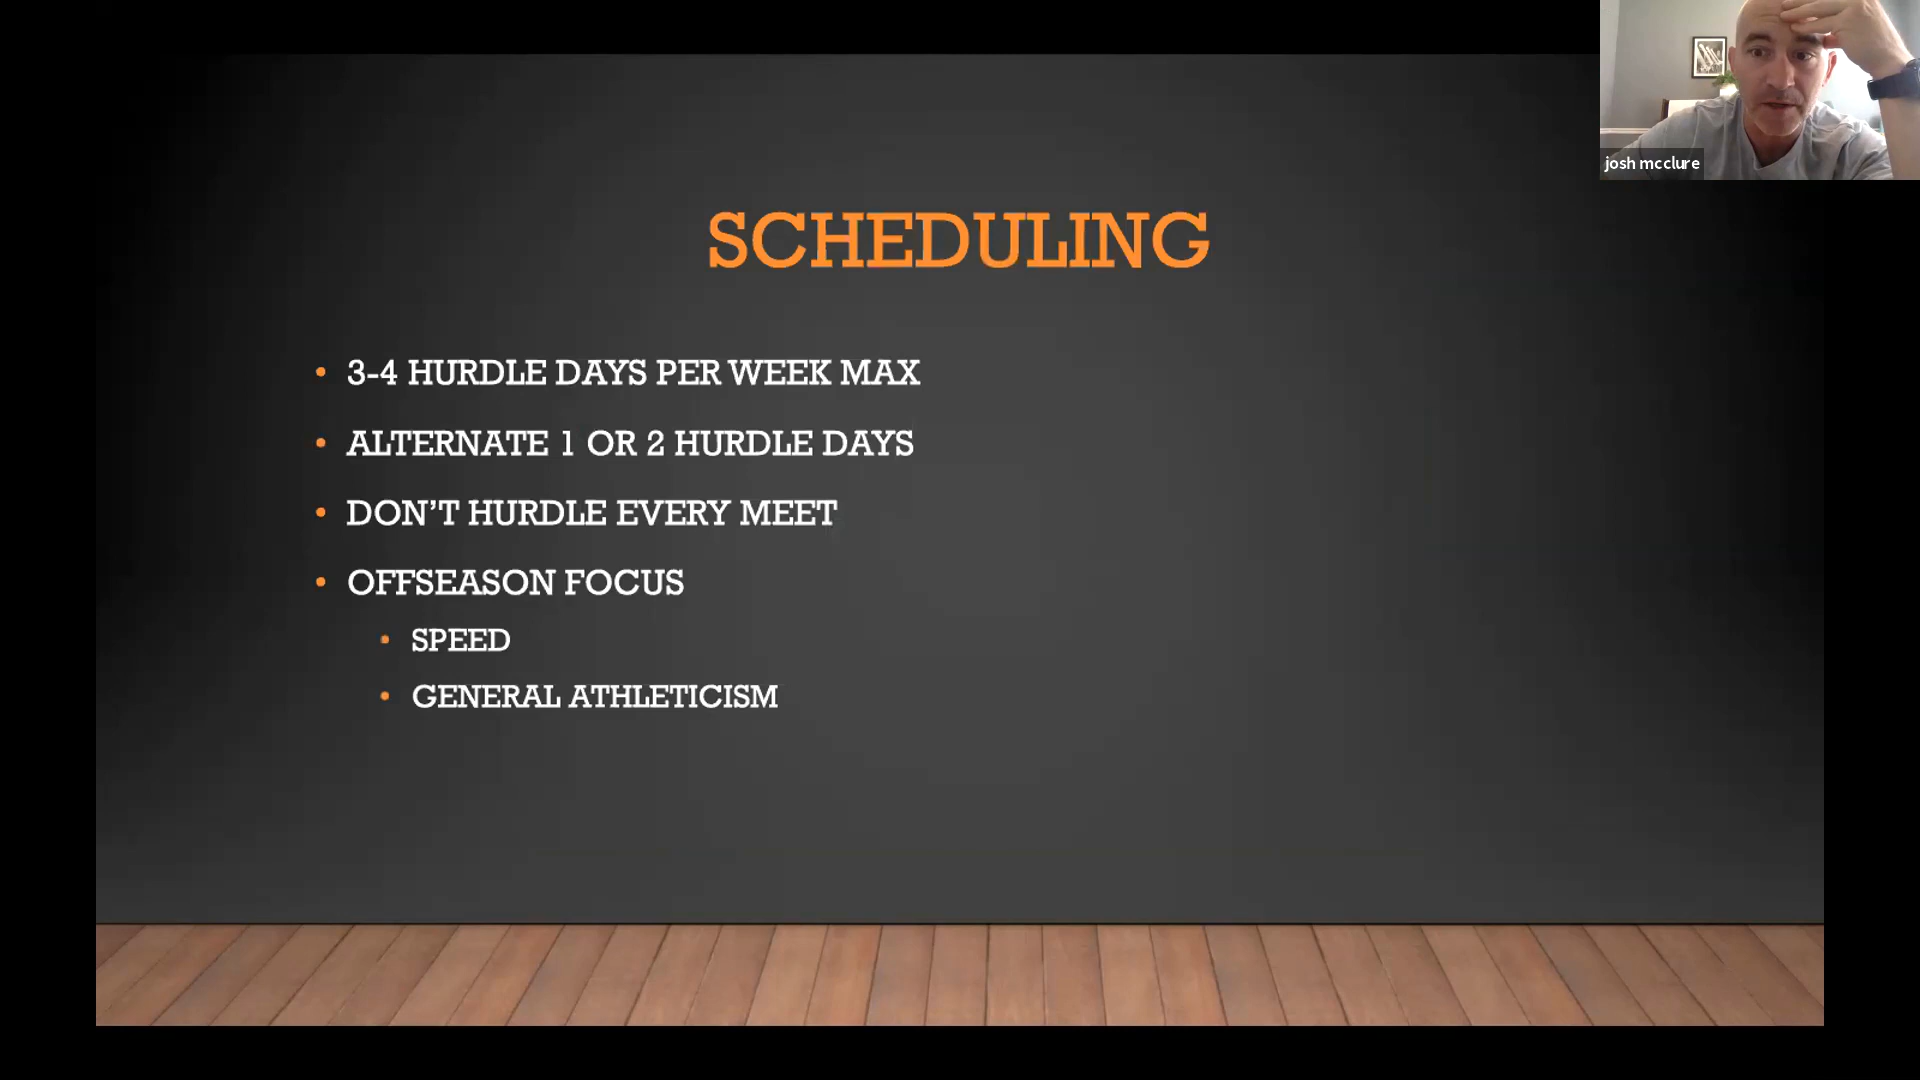 josh mcclure
SCHEDULING
• 3-4 HURDLE DAYS PER WEEK MAX
• ALTERNATE 1 OR 2 HURDLE DAYS
• DON'T HURDLE EVERY MEET
• OFFSEASON FOCUS
• SPEED
• GENERAL ATHLETICISM